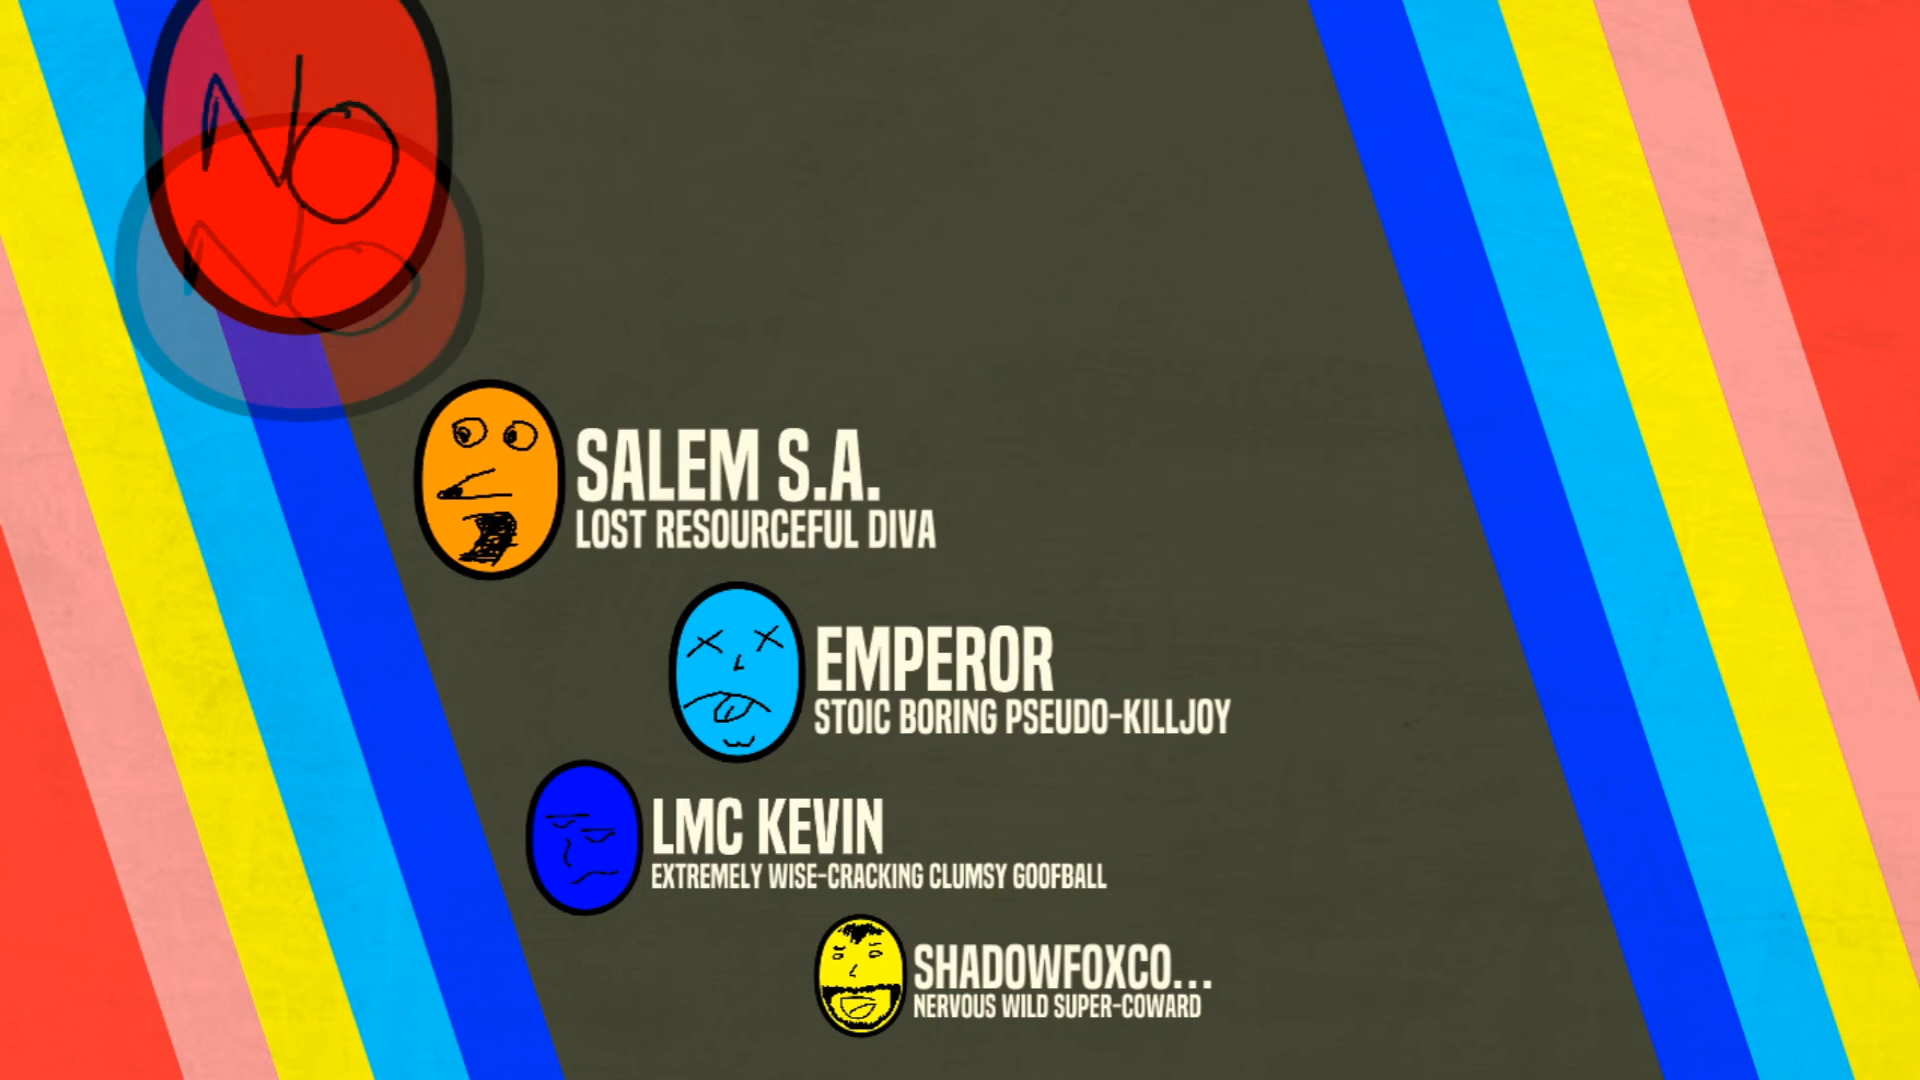 No
No
SALEM S.A.
LOST RESOURCEFUL DIVA
EMPEROR
STOIC BORING PSEUDO-KILLJOY
LMC KEVIN
EXTREMELY WISE-CRACKING CLUMSY GOOFBALL
SHADOWFOXCO...
NERVOUS WILD SUPER-COWARD